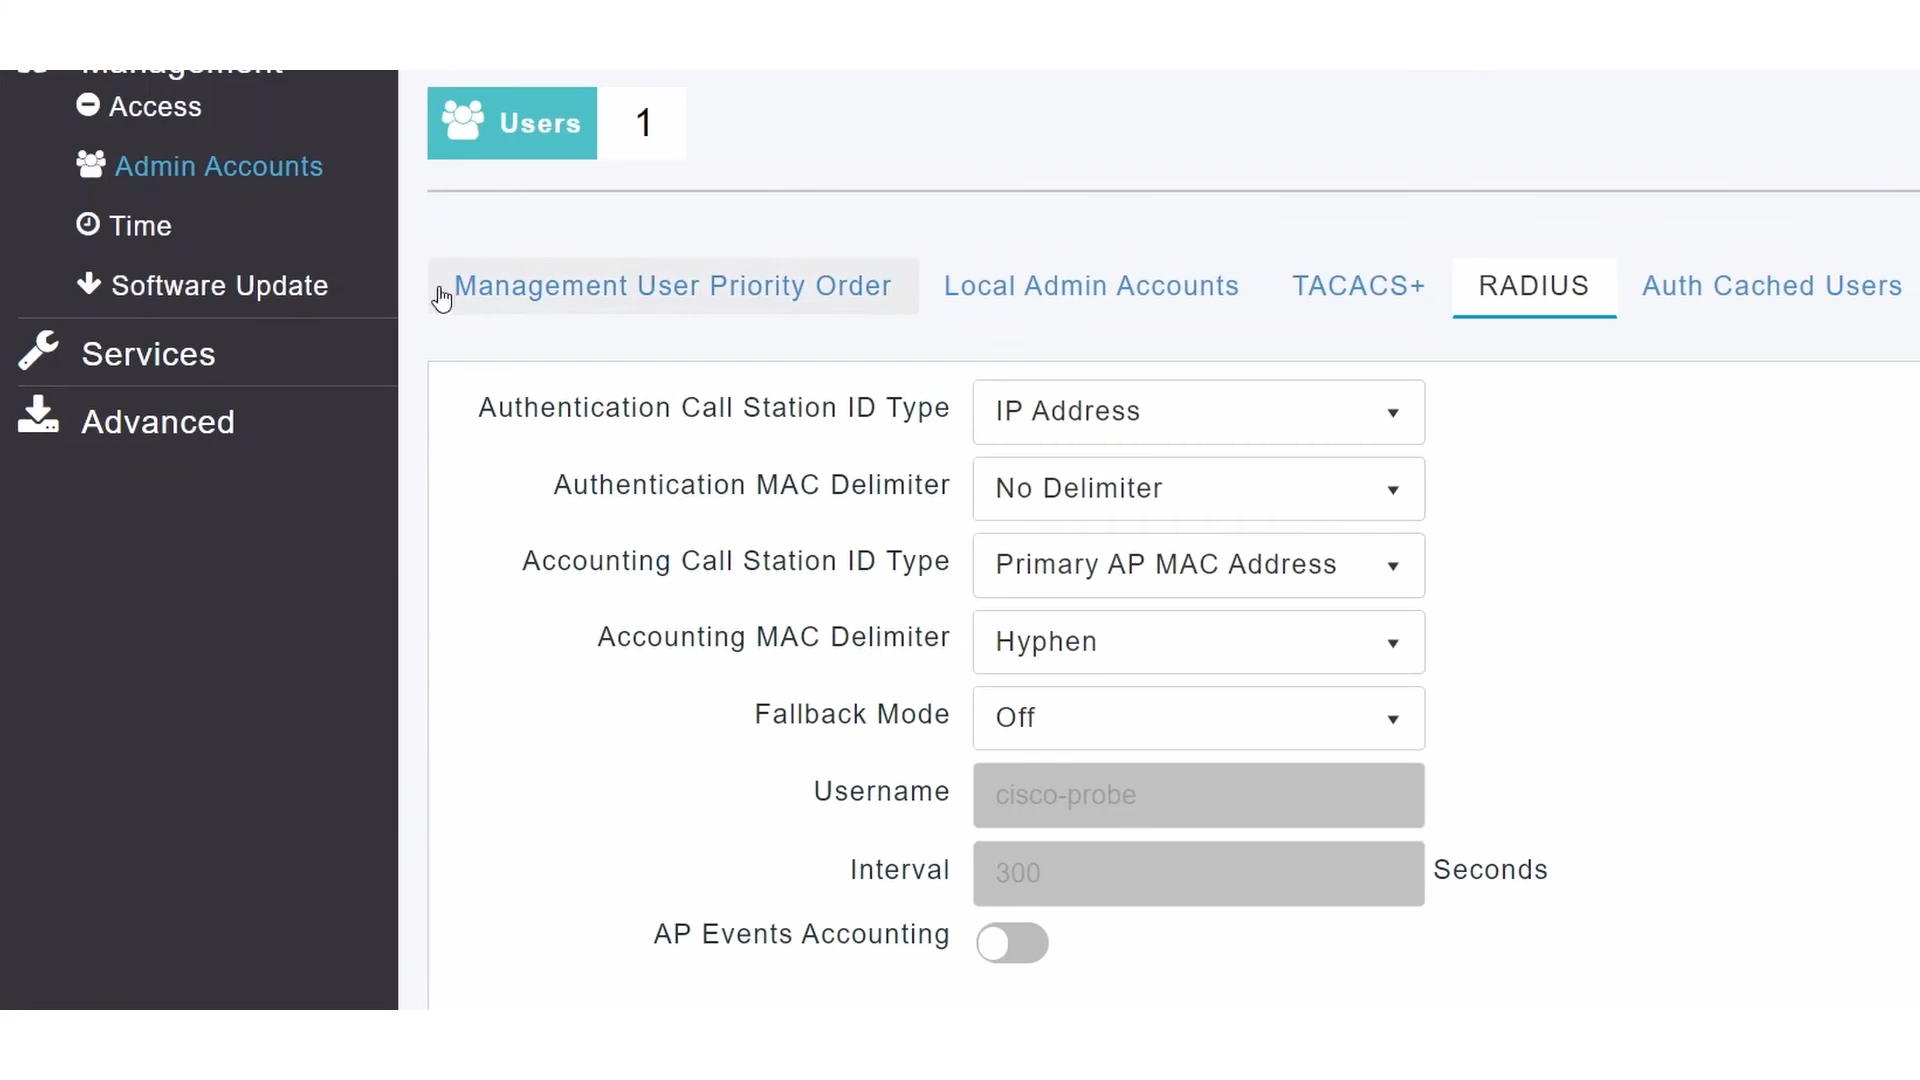 Management
Access
Admin Accounts
Time
Software Update
Services
Advanced
Users 1
Management User Priority Order Local Admin Accounts TACACS+ RADIUS Auth Cached Users
Authentication Call Station ID Type IP Address
Authentication MAC Delimiter No Delimiter
Accounting Call Station ID Type Primary AP MAC Address
Accounting MAC Delimiter Hyphen
Fallback Mode Off
Username cisco-probe
Interval 300 Seconds
AP Events Accounting